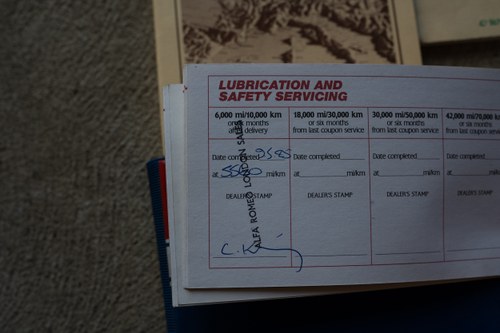 LUBRICATION AND
SAFETY SERVICING
6,000 mi/10,000 km
or six months
after delivery
Date completed
at 5560 mi/km
DEALER'S STAMP
ALFA ROMEO LONDON SALES
18,000 mi/30,000 km
or six months
from last coupon service
Date completed
at mi/km
DEALER'S STAMP
30,000 mi/50,000 km
or six months
from last coupon service
Date completed
at mi/km
DEALER'S STAMP
42,000 mi/70,000 k
or six months
from last coupon servi
Date completed
at mi/k
DEALER'S STAMP